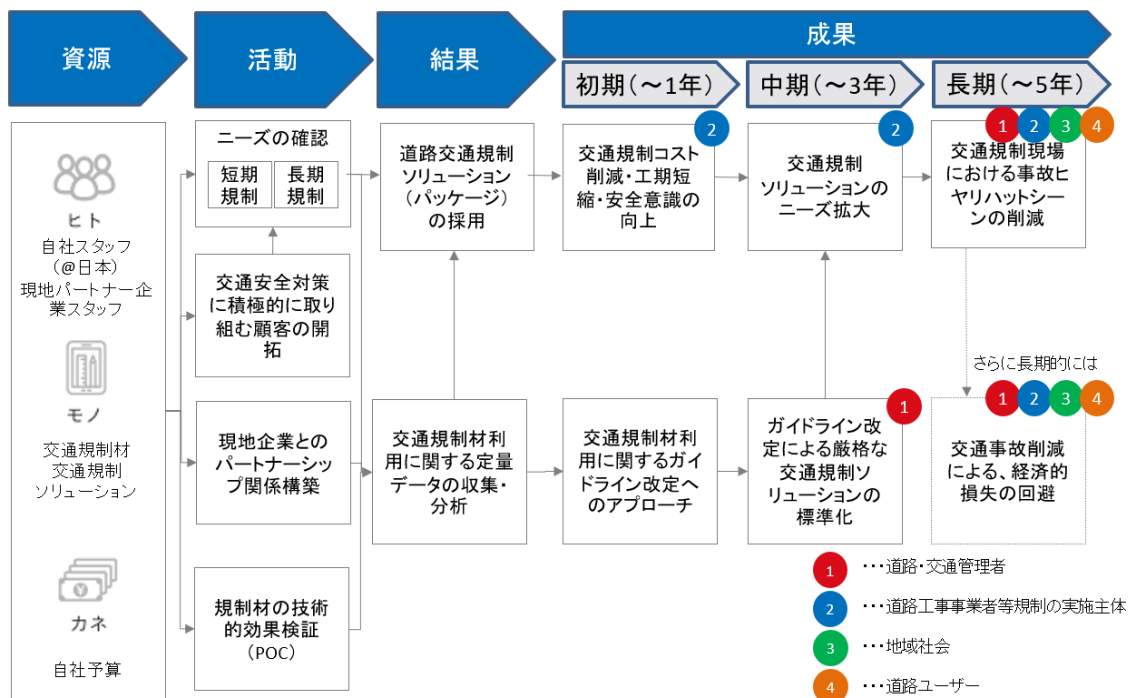 資源
活動
結果
成果
初期(～1年)
中期(～3年)
長期(～5年)
ヒト
自社スタッフ
(@日本)
現地パートナー企
業スタッフ
モノ
交通規制材
交通規制
ソリューション
カネ
自社予算
ニーズの確認
短期
規制
長期
規制
交通安全対策
に積極的に取り
組む顧客の開
拓
現地企業との
パートナーシッ
プ関係構築
規制材の技術
的効果検証
(POC)
道路交通規制
ソリューション
(パッケージ)
の採用
交通規制材利
用に関する定量
データの収集・
分析
2
交通規制コスト
削減・工期短
縮・安全意識の
向上
交通規制材利
用に関するガイ
ドライン改定へ
のアプローチ
2
交通規制
ソリューションの
ニーズ拡大
1
ガイドライン改
定による厳格な
交通規制ソ
リューションの
標準化
1 2 3 4
交通規制現場
における事故ヒ
ヤリハットシー
ンの削減
さらに長期的には
1 2 3 4
交通事故削減
による、経済的
損失の回避
1 …道路・交通管理者
2 …道路工事事業者等規制の実施主体
3 …地域社会
4 …道路ユーザー